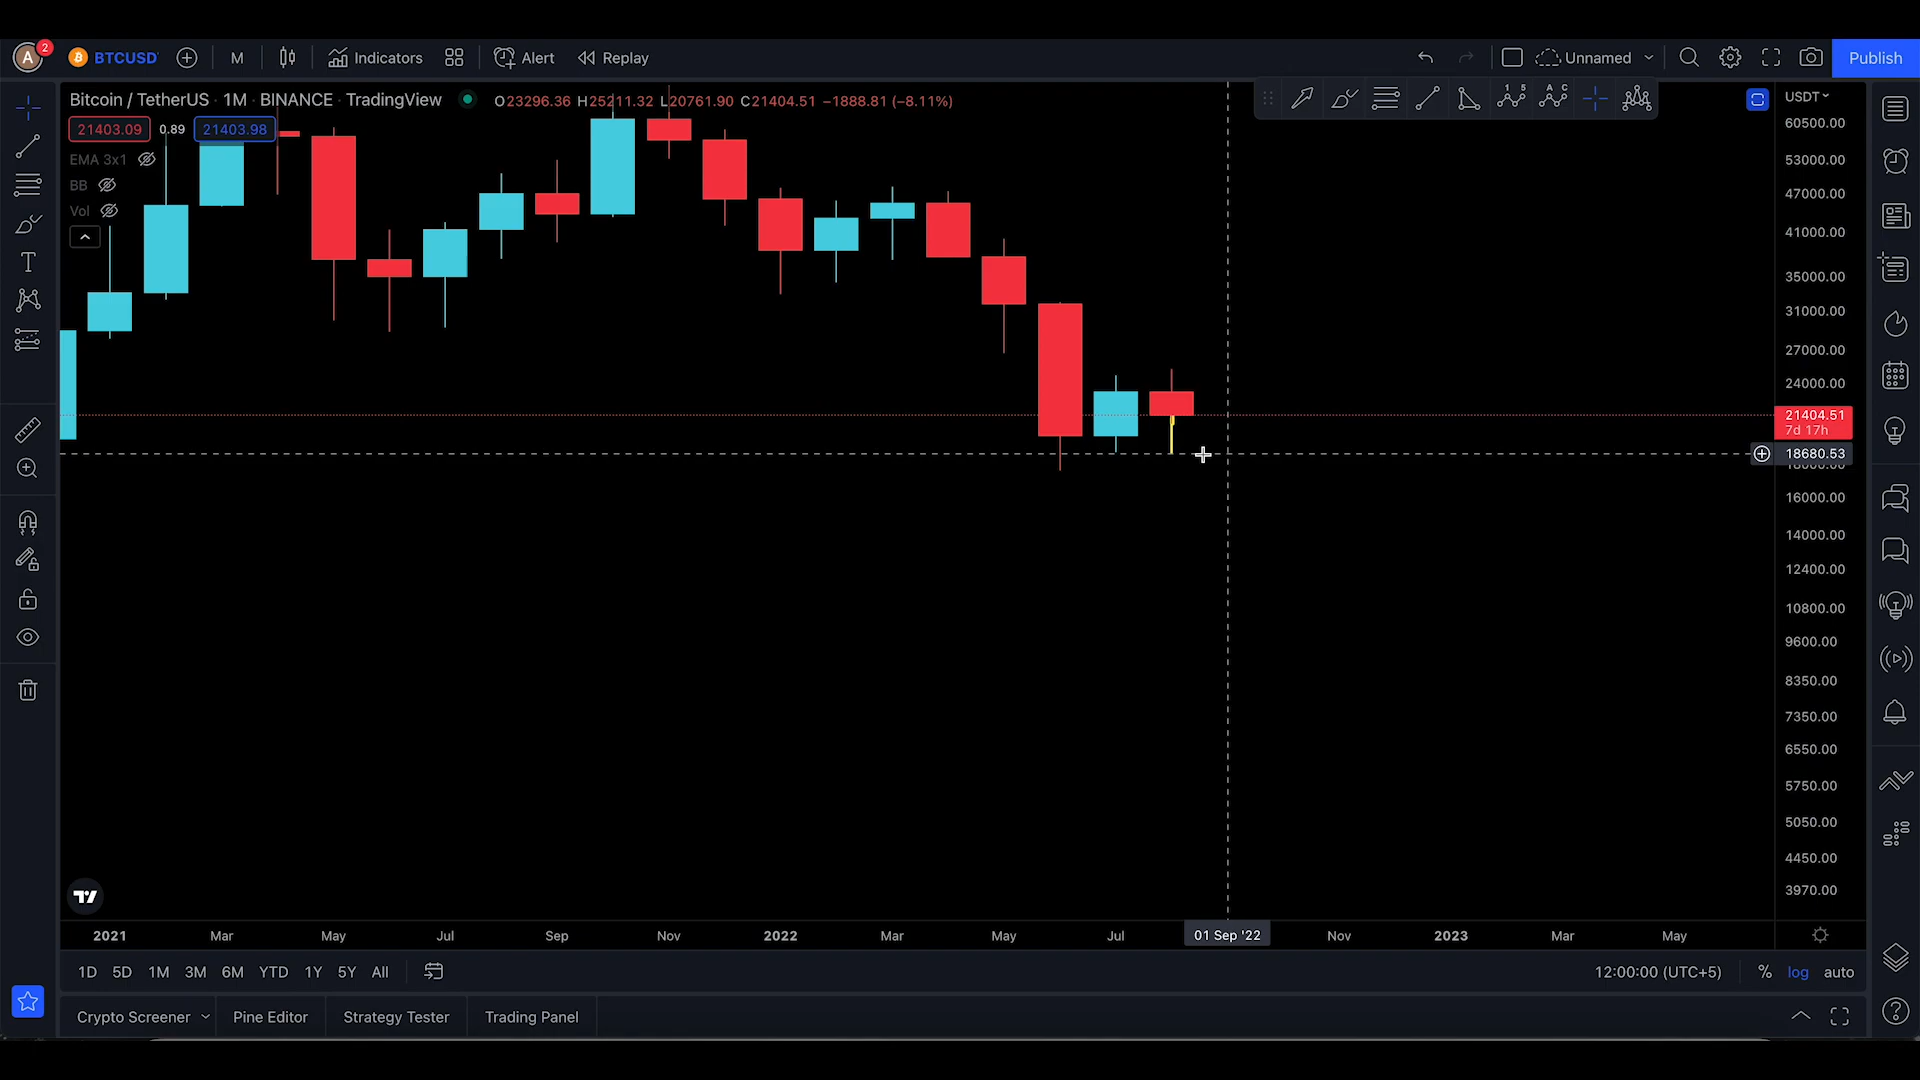 A 2 BTCUSD' M Indicators Alert Replay Unnamed Publish
Bitcoin / TetherUS · 1M · BINANCE · TradingView O23296.36 H25211.32 L20761.90 C21404.51 −1888.81 (−8.11%)
21403.09 0.89 21403.98
EMA 3x1
BB
Vol
T
USDT
60500.00
53000.00
47000.00
41000.00
35000.00
31000.00
27000.00
24000.00
21404.51
7d 17h
18680.53
18000.00
16000.00
14000.00
12400.00
10800.00
9600.00
8350.00
7350.00
6550.00
5750.00
5050.00
4450.00
3970.00
2021 Mar May Jul Sep Nov 2022 Mar May Jul 01 Sep '22 Nov 2023 Mar May
1D 5D 1M 3M 6M YTD 1Y 5Y All 12:00:00 (UTC+5) % log auto
Crypto Screener Pine Editor Strategy Tester Trading Panel